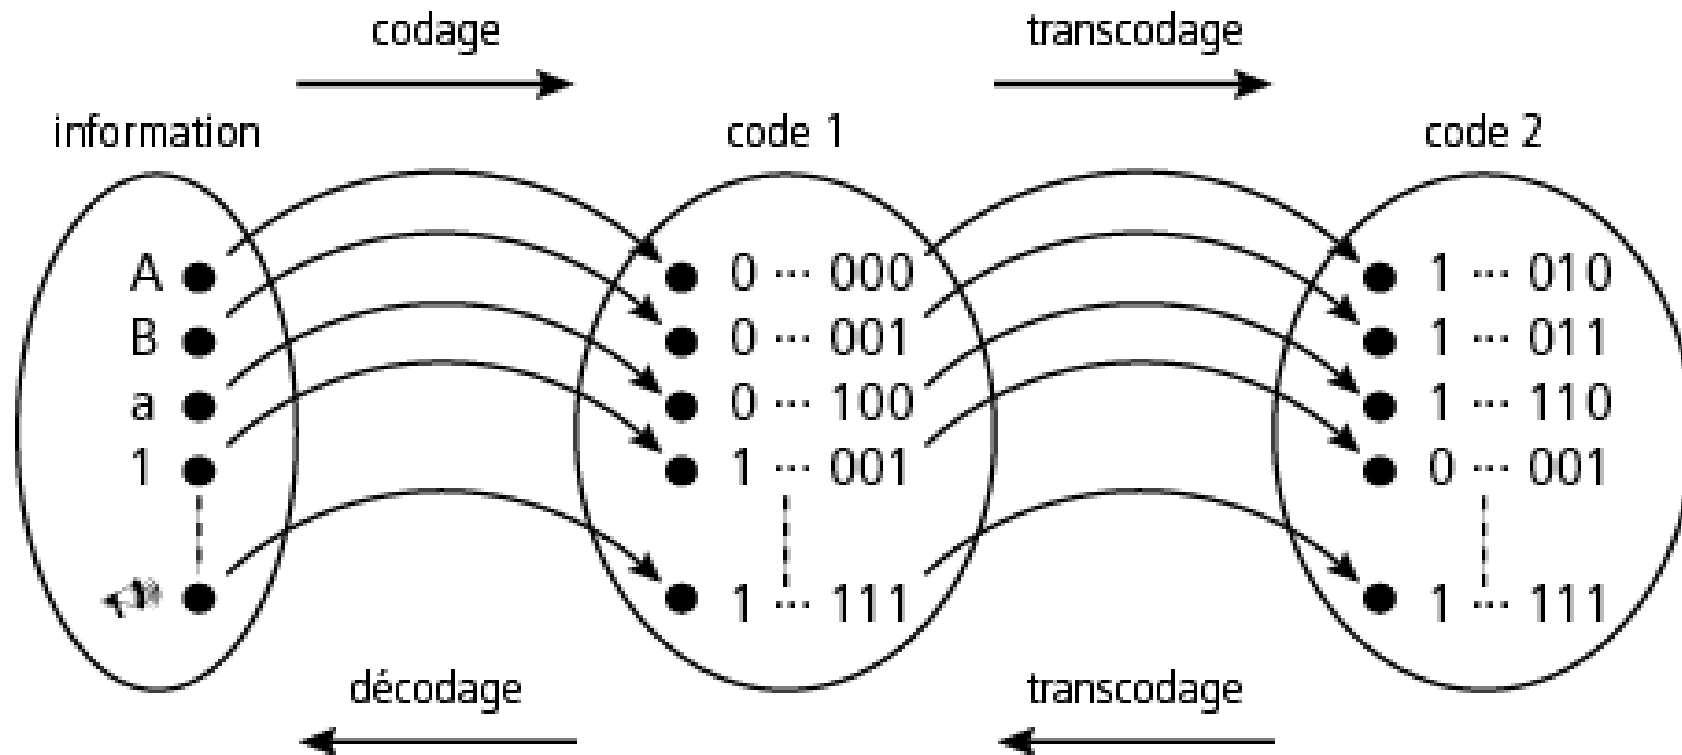 codage transcodage
information code 1 code 2
A 0 ··· 000 1 ··· 010
B 0 ··· 001 1 ··· 011
a 0 ··· 100 1 ··· 110
1 1 ··· 001 0 ··· 001
1 ··· 111 1 ··· 111
décodage transcodage